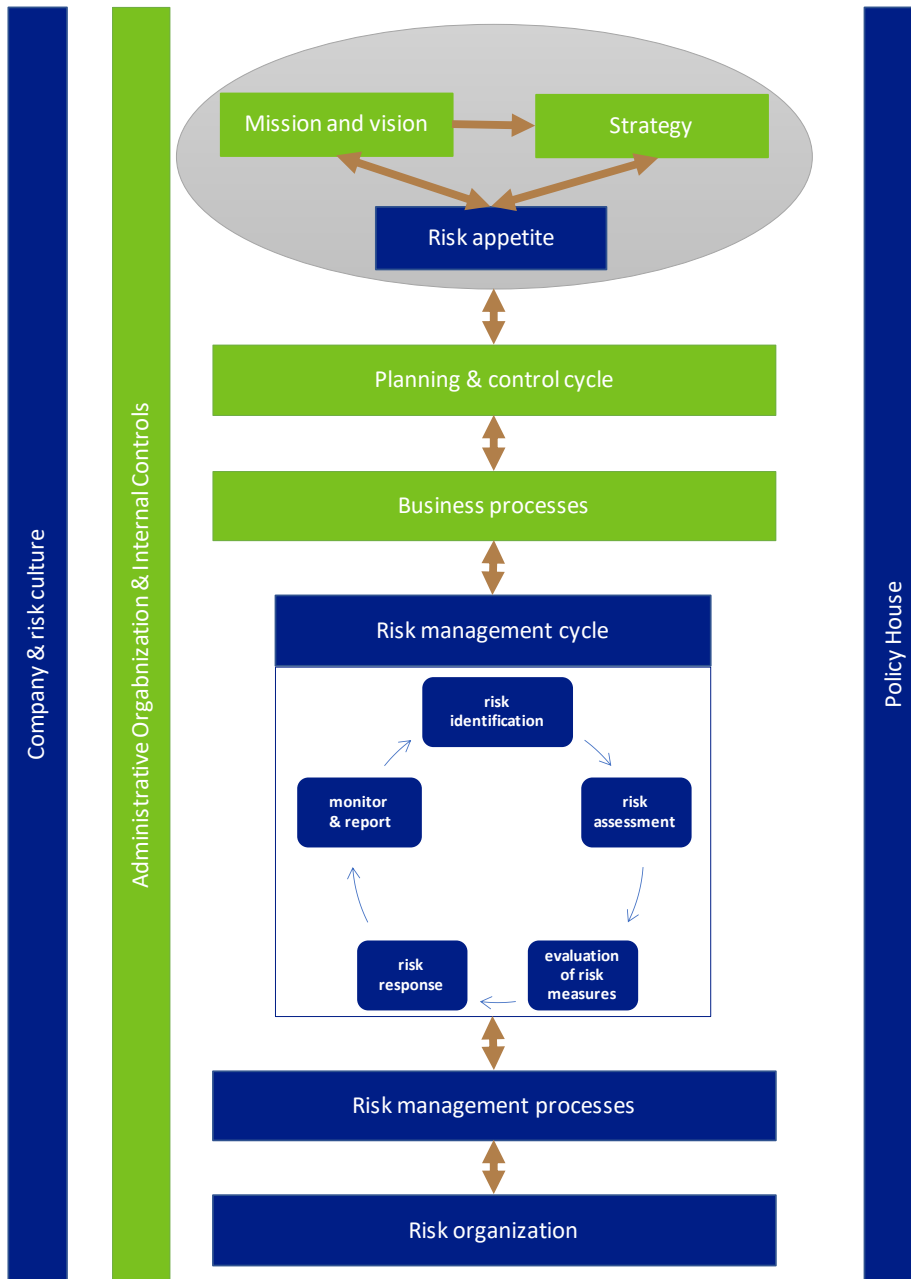 Company & risk culture
Administrative Orgabnization & Internal Controls
Mission and vision
Strategy
Risk appetite
Planning & control cycle
Business processes
Risk management cycle
risk
identification
monitor
& report
risk
assessment
risk
response
evaluation
of risk
measures
Risk management processes
Risk organization
Policy House